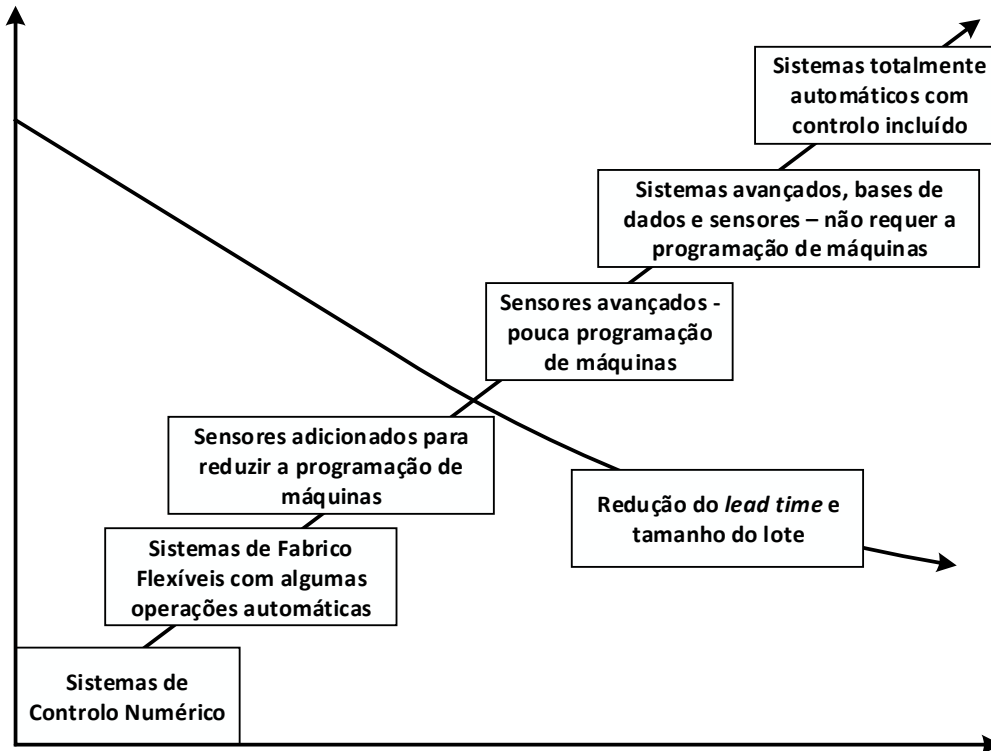 Sistemas totalmente
automáticos com
controlo incluído
Sistemas avançados, bases de
dados e sensores – não requer a
programação de máquinas
Sensores avançados -
pouca programação
de máquinas
Sensores adicionados para
reduzir a programação de
máquinas
Redução do lead time e
tamanho do lote
Sistemas de Fabrico
Flexíveis com algumas
operações automáticas
Sistemas de
Controlo Numérico